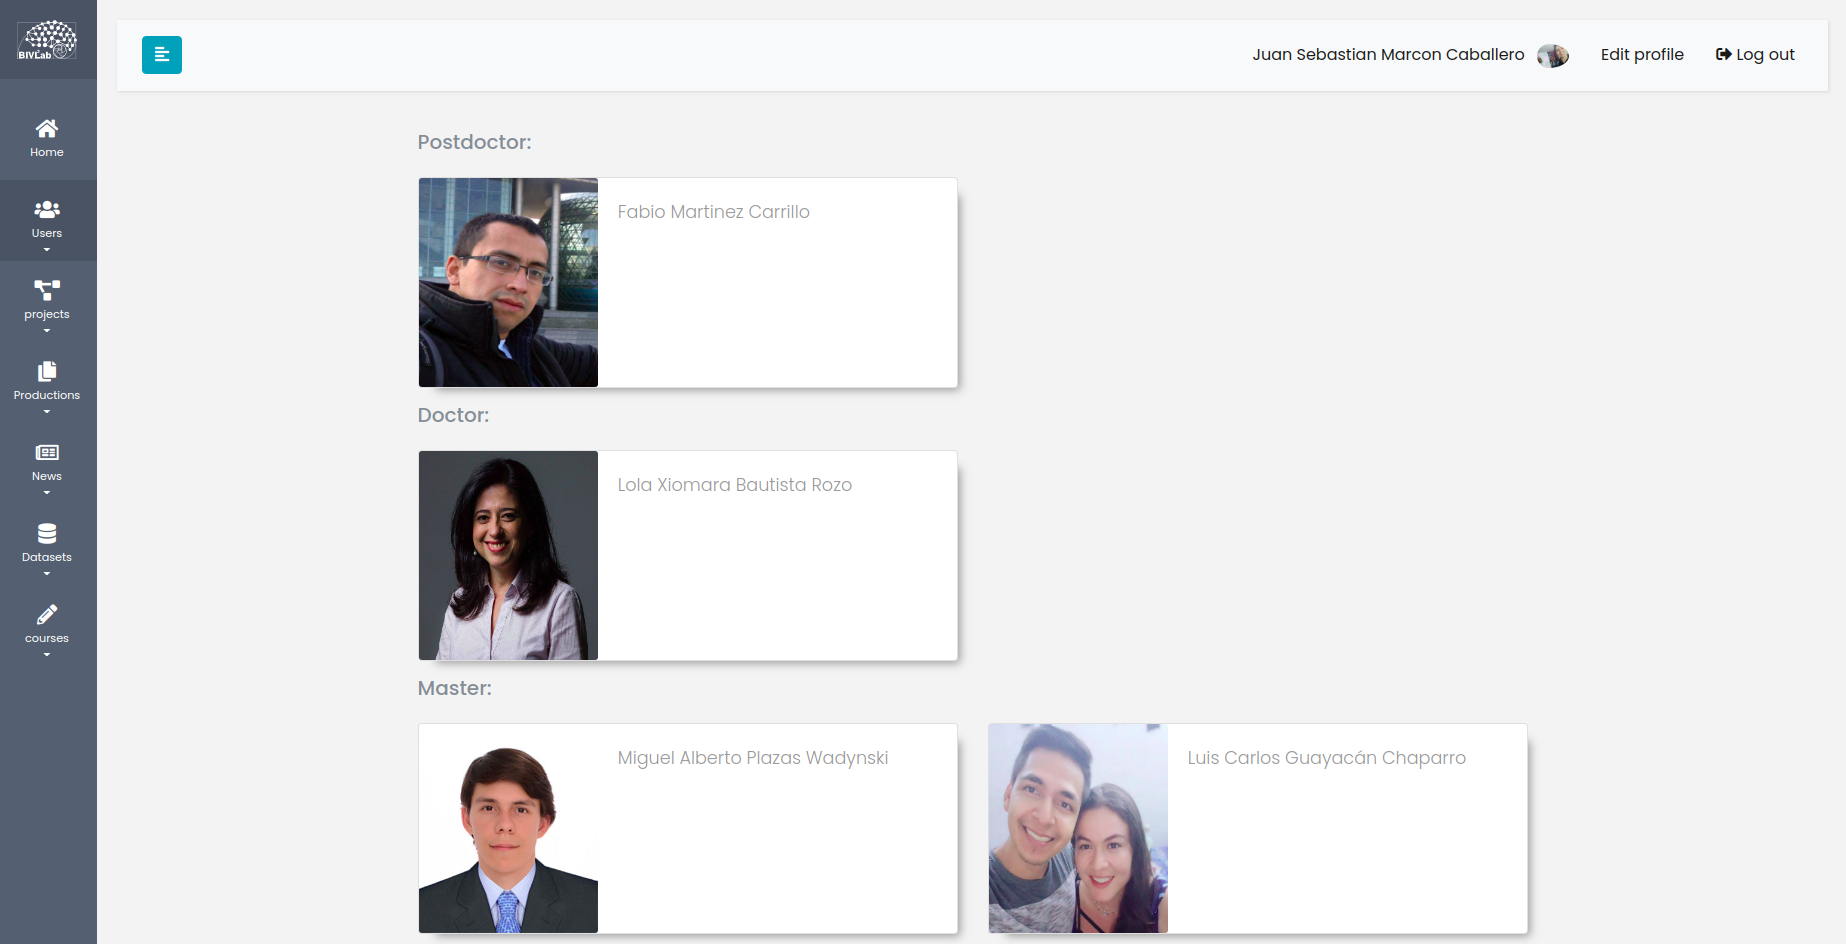 BIVLab
Juan Sebastian Marcon Caballero
Edit profile
Log out
Home
Users
projects
Productions
News
Datasets
courses
Postdoctor:
Fabio Martinez Carrillo
Doctor:
Lola Xiomara Bautista Rozo
Master:
Miguel Alberto Plazas Wadynski
Luis Carlos Guayacán Chaparro